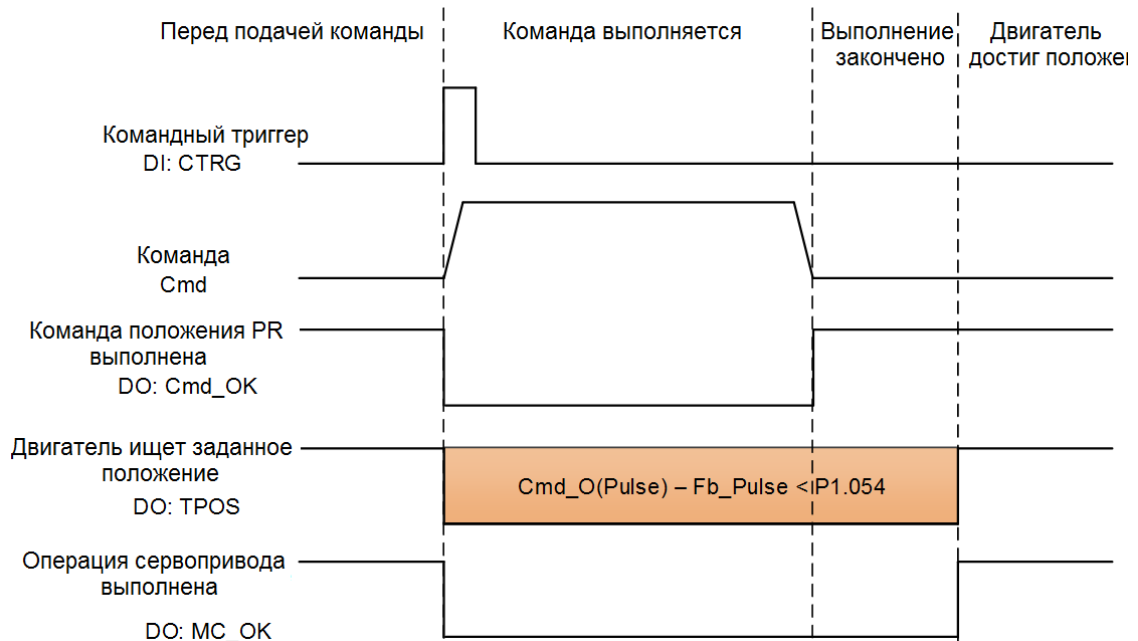 Перед подачей команды
Команда выполняется
Выполнение
закончено
Двигатель
достиг положен
Командный триггер
DI: CTRG
Команда
Cmd
Команда положения PR
выполнена
DO: Cmd_OK
Двигатель ищет заданное
положение
DO: TPOS
Cmd_O(Pulse) – Fb_Pulse <P1.054
Операция сервопривода
выполнена
DO: MC_OK